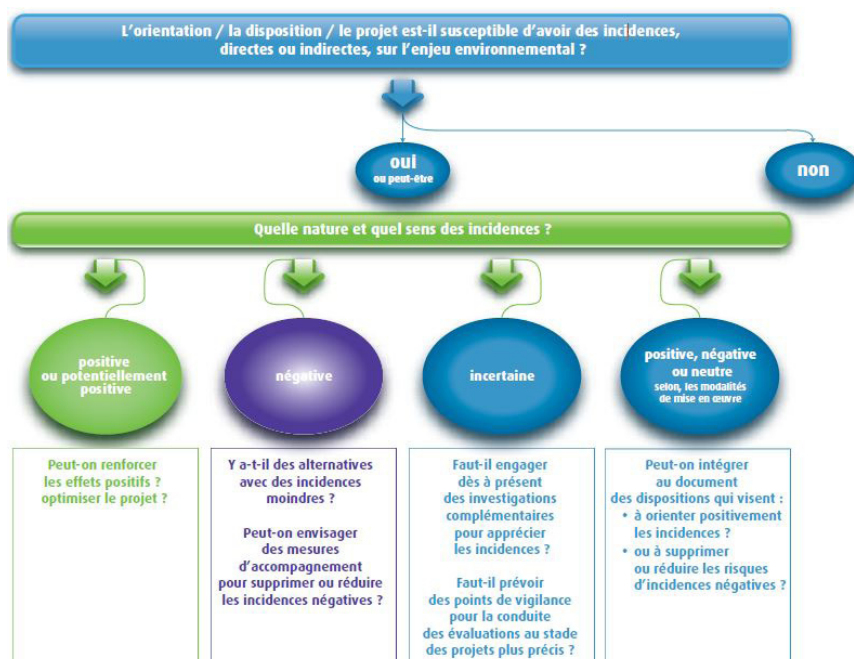 L'orientation / la disposition / le projet est-il susceptible d'avoir des incidences,
directes ou indirectes, sur l'enjeu environnemental ?
oui
ou peut-être
non
Quelle nature et quel sens des incidences ?
positive
ou potentiellement
positive
négative
incertaine
positive, négative
ou neutre
selon, les modalités
de mise en œuvre
Peut-on renforcer
les effets positifs ?
optimiser le projet ?
Y a-t-il des alternatives
avec des incidences
moindres ?
Peut-on envisager
des mesures
d'accompagnement
pour supprimer ou réduire
les incidences négatives ?
Faut-il engager
dès à présent
des investigations
complémentaires
pour apprécier
les incidences ?
Faut-il prévoir
des points de vigilance
pour la conduite
des évaluations au stade
des projets plus précis ?
Peut-on intégrer
au document
des dispositions qui visent :
• à orienter positivement
les incidences ?
• ou à supprimer
ou réduire les risques
d'incidences négatives ?